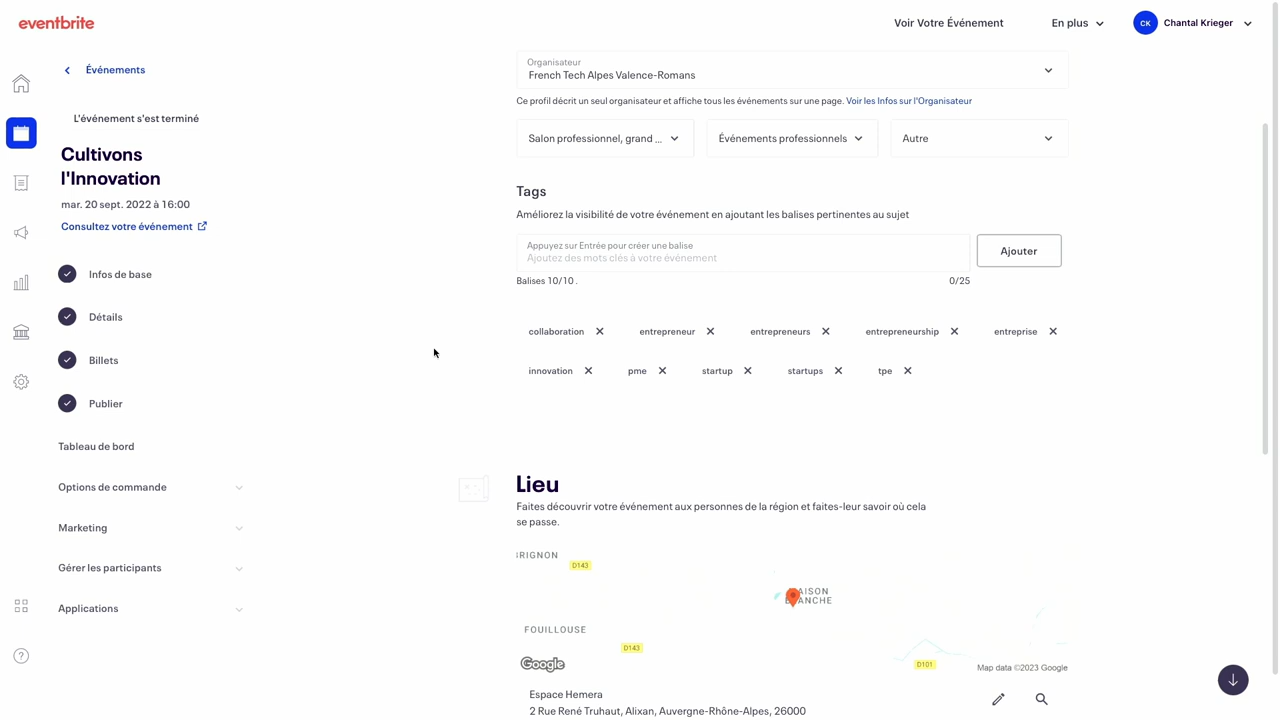 eventbrite
Voir Votre Événement
En plus
CK
Chantal Krieger
Événements
L'événement s'est terminé
Cultivons
l'Innovation
mar. 20 sept. 2022 à 16:00
Consultez votre événement
Infos de base
Détails
Billets
Publier
Tableau de bord
Options de commande
Marketing
Gérer les participants
Applications
Organisateur
French Tech Alpes Valence-Romans
Ce profil décrit un seul organisateur et affiche tous les événements sur une page. Voir les Infos sur l'Organisateur
Salon professionnel, grand ...
Événements professionnels
Autre
Tags
Améliorez la visibilité de votre événement en ajoutant les balises pertinentes au sujet
Appuyez sur Entrée pour créer une balise
Ajoutez des mots clés à votre événement
Ajouter
Balises 10/10 .
0/25
collaboration
entrepreneur
entrepreneurs
entrepreneurship
entreprise
innovation
pme
startup
startups
tpe
Lieu
Faites découvrir votre événement aux personnes de la région et faites-leur savoir où cela
se passe.
RIGNON
D143
FOUILLOUSE
D143
D101
Google
Map data ©2023 Google
Espace Hemera
2 Rue René Truhaut, Alixan, Auvergne-Rhône-Alpes, 26000